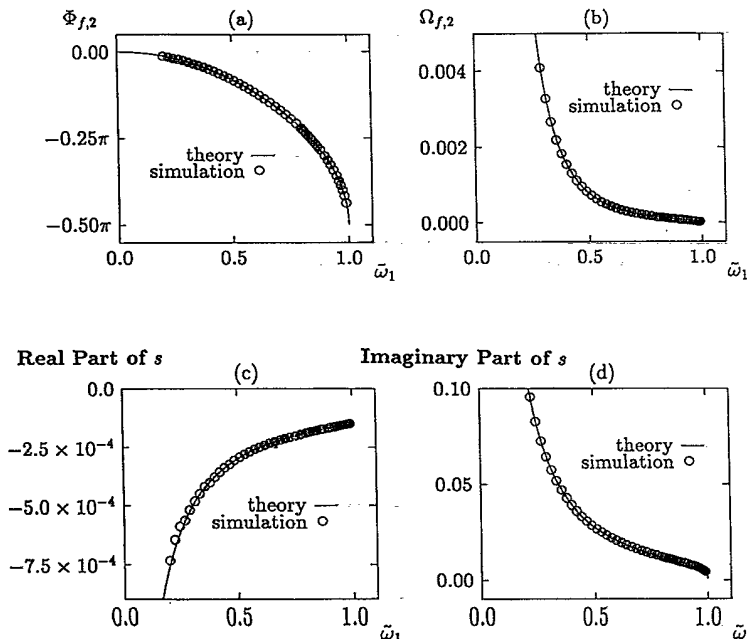 Φf,2
(a)
0.00
−0.25π
−0.50π
theory
simulation
0.0
0.5
1.0
ω̃1
Ωf,2
(b)
0.004
0.002
0.000
theory
simulation
0.0
0.5
1.0
ω̃1
Real Part of s
(c)
0.0
−2.5 × 10−4
−5.0 × 10−4
−7.5 × 10−4
theory
simulation
0.0
0.5
1.0
ω̃1
Imaginary Part of s
(d)
0.10
0.05
0.00
theory
simulation
0.0
0.5
1.0
ω̃1